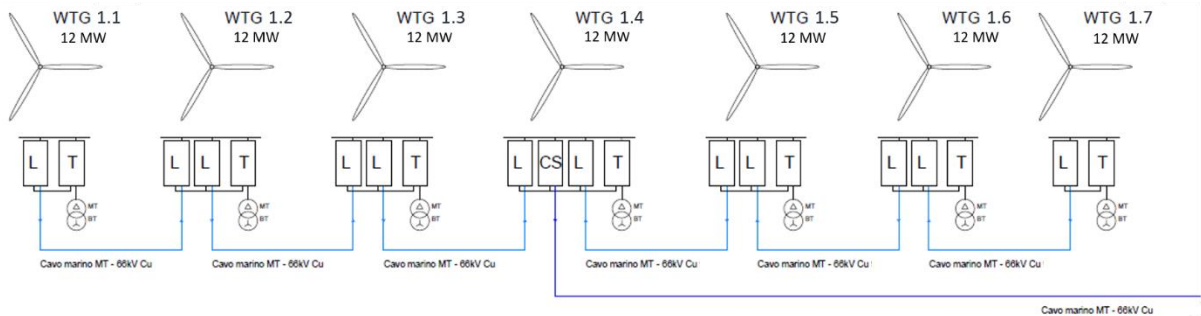 WTG 1.1
12 MW
WTG 1.2
12 MW
WTG 1.3
12 MW
WTG 1.4
12 MW
WTG 1.5
12 MW
WTG 1.6
12 MW
WTG 1.7
12 MW
L T
L L T
L L T
L CS L T
L L T
L L T
L T
MT
BT
MT
BT
MT
BT
MT
BT
MT
BT
MT
BT
MT
BT
Cavo marino MT - 66kV Cu
Cavo marino MT - 66kV Cu
Cavo marino MT - 66kV Cu
Cavo marino MT - 66kV Cu
Cavo marino MT - 66kV Cu
Cavo marino MT - 66kV Cu
Cavo marino MT - 66kV Cu